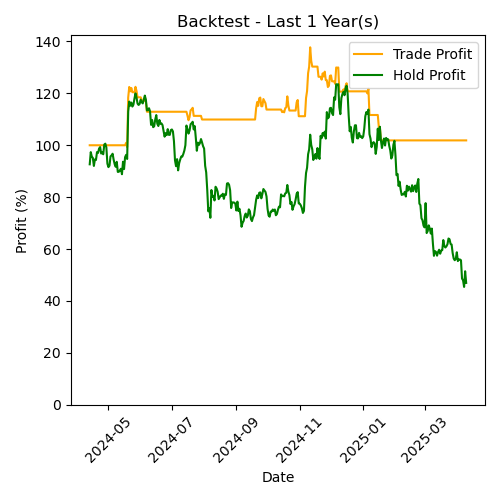 Backtest - Last 1 Year(s)
Trade Profit
Hold Profit
Profit (%)
140
120
100
80
60
40
20
0
2024-05
2024-07
2024-09
2024-11
2025-01
2025-03
Date